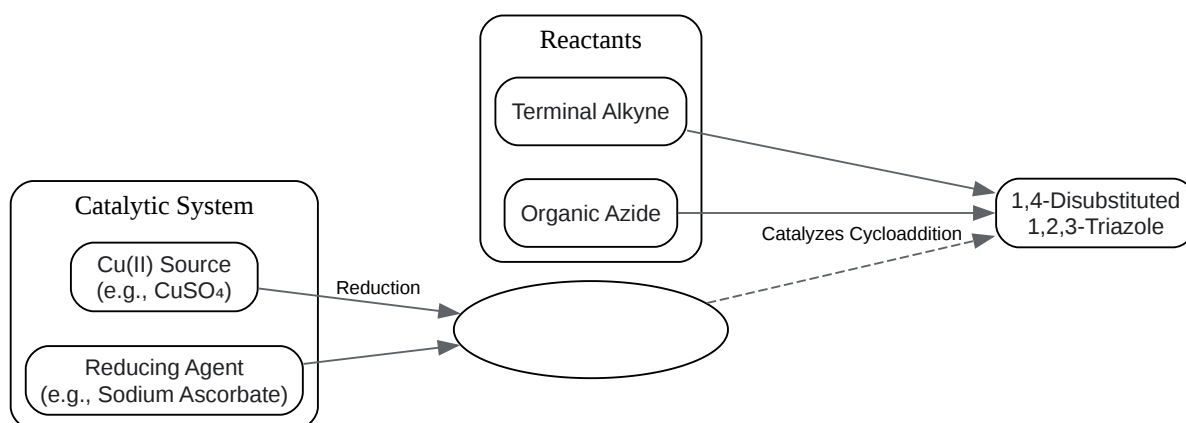 Reactants
Terminal Alkyne
Organic Azide
Catalytic System
Cu(II) Source
(e.g., CuSO₄)
Reducing Agent
(e.g., Sodium Ascorbate)
Reduction
Catalyzes Cycloaddition
1,4-Disubstituted
1,2,3-Triazole